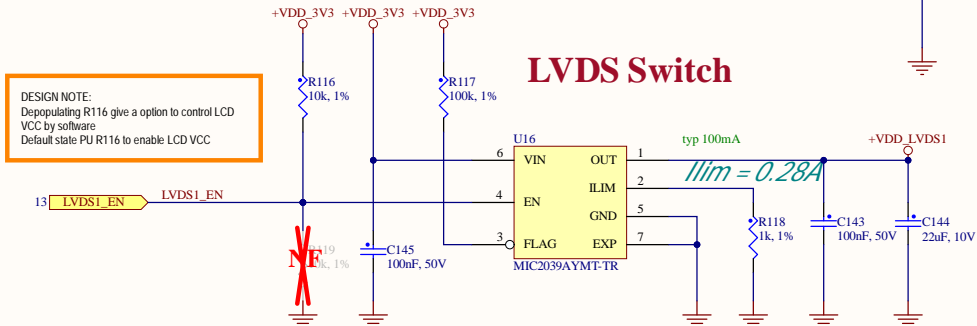 +VDD_3V3 +VDD_3V3 +VDD_3V3
LVDS Switch
DESIGN NOTE:
Depopulating R116 give a option to control LCD
VCC by software
Default state PU R116 to enable LCD VCC
R116
10k, 1%
R117
100k, 1%
U16
typ 100mA
+VDD_LVDS1
6 VIN OUT 1
Ilim = 0.28A
ILIM 2
13 LVDS1_EN LVDS1_EN
4 EN
GND 5
3 FLAG EXP 7
MIC2039AYMT-TR
NF
C145
100nF, 50V
R118
1k, 1%
C143
100nF, 50V
C144
22uF, 10V